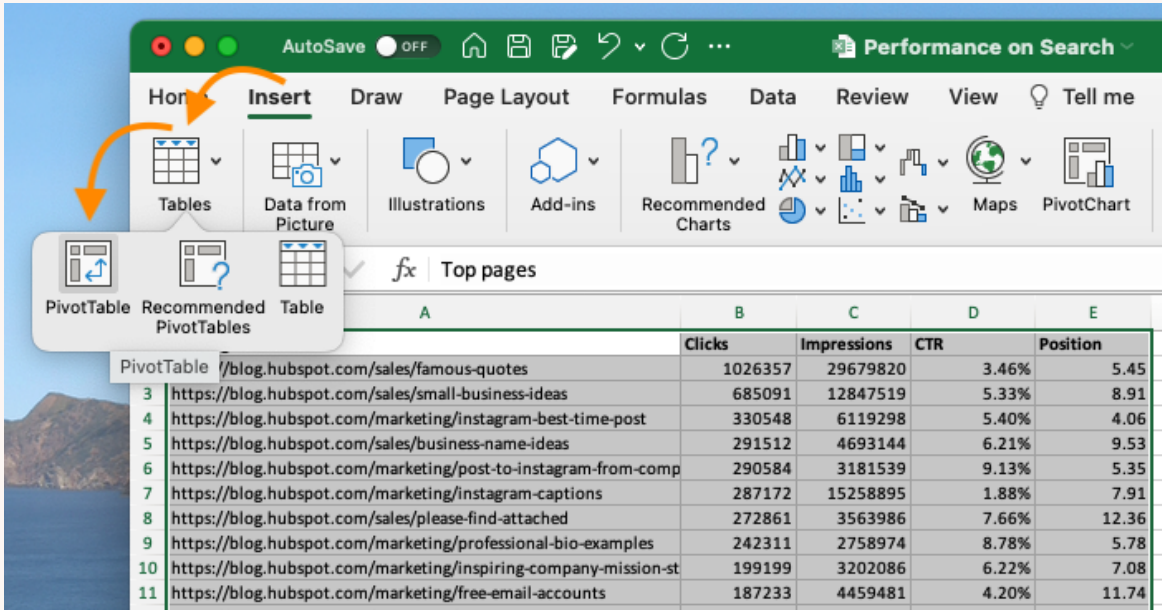 AutoSave OFF ... Performance on Search
Home Insert Draw Page Layout Formulas Data Review View Tell me
Tables Data from Picture Illustrations Add-ins Recommended Charts Maps PivotChart
PivotTable Recommended PivotTables Table
PivotTable
fx Top pages
A B C D E
Clicks Impressions CTR Position
//blog.hubspot.com/sales/famous-quotes 1026357 29679820 3.46% 5.45
3 https://blog.hubspot.com/sales/small-business-ideas 685091 12847519 5.33% 8.91
4 https://blog.hubspot.com/marketing/instagram-best-time-post 330548 6119298 5.40% 4.06
5 https://blog.hubspot.com/sales/business-name-ideas 291512 4693144 6.21% 9.53
6 https://blog.hubspot.com/marketing/post-to-instagram-from-comp 290584 3181539 9.13% 5.35
7 https://blog.hubspot.com/marketing/instagram-captions 287172 15258895 1.88% 7.91
8 https://blog.hubspot.com/sales/please-find-attached 272861 3563986 7.66% 12.36
9 https://blog.hubspot.com/marketing/professional-bio-examples 242311 2758974 8.78% 5.78
10 https://blog.hubspot.com/marketing/inspiring-company-mission-st 199199 3202086 6.22% 7.08
11 https://blog.hubspot.com/marketing/free-email-accounts 187233 4459481 4.20% 11.74